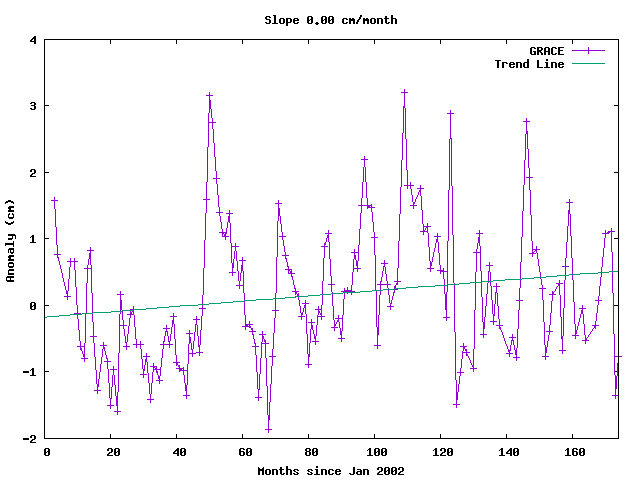 Slope 0.00 cm/month
GRACE
Trend Line
4
3
2
1
0
-1
-2
Anomaly (cm)
0 20 40 60 80 100 120 140 160
Months since Jan 2002